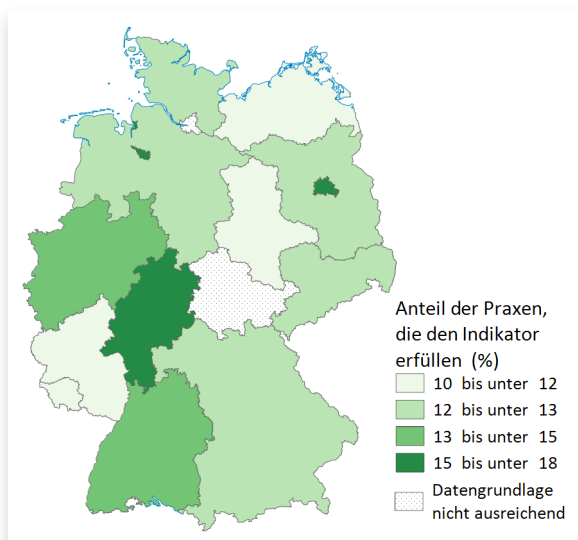 Anteil der Praxen,
die den Indikator
erfüllen (%)
10 bis unter 12
12 bis unter 13
13 bis unter 15
15 bis unter 18
Datengrundlage
nicht ausreichend